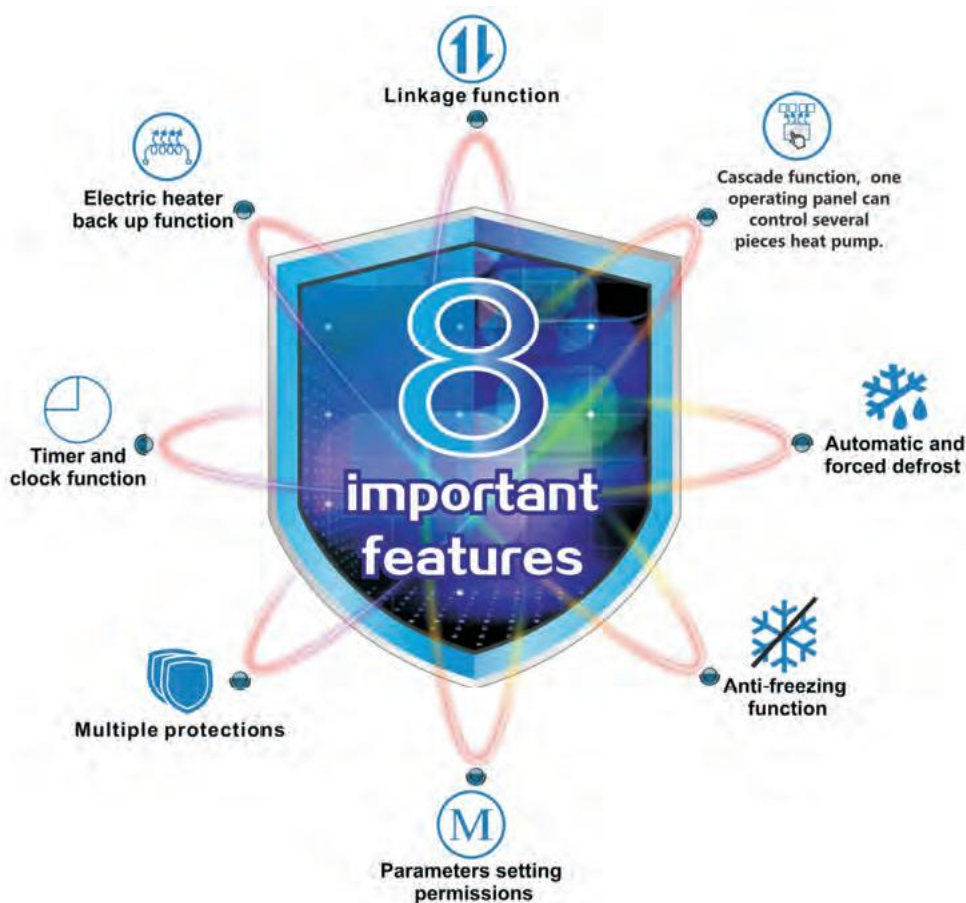 Linkage function
Cascade function, one
operating panel can
control several
pieces heat pump.
Electric heater
back up function
8
important
features
Timer and
clock function
Automatic and
forced defrost
Anti-freezing
function
Multiple protections
M
Parameters setting
permissions